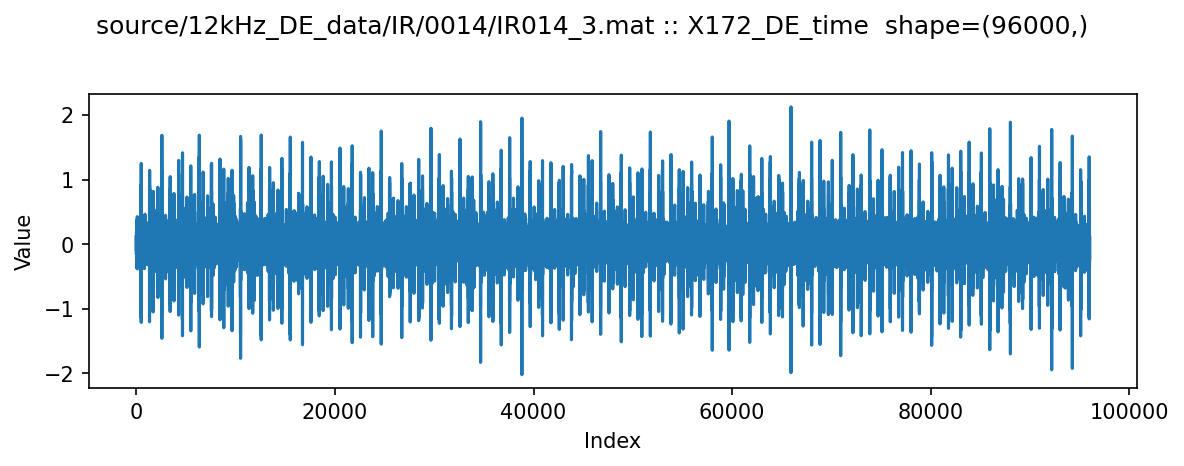 source/12kHz_DE_data/IR/0014/IR014_3.mat :: X172_DE_time  shape=(96000,)
2
1
0
−1
−2
Value
0 20000 40000 60000 80000 100000
Index